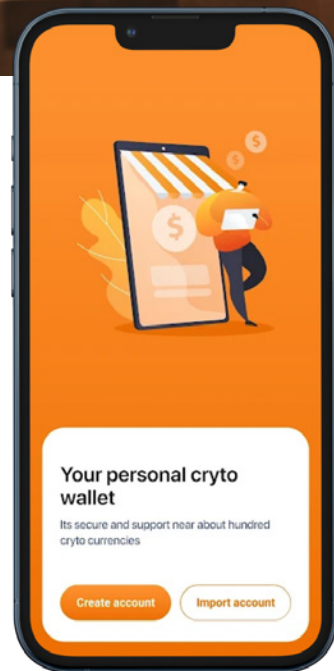 $
$
$
Your personal cryto
wallet
Its secure and support near about hundred
cryto currencies
Create account
Import account